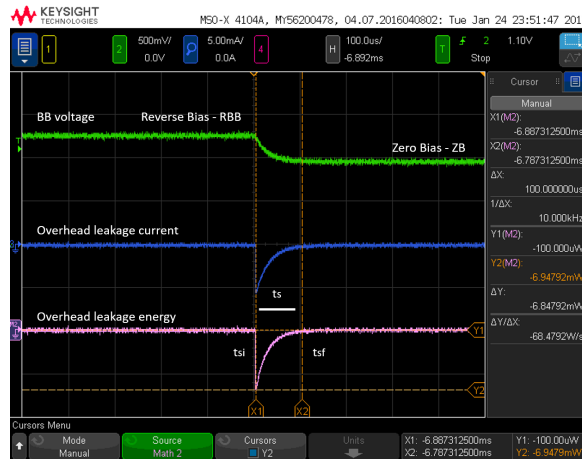 KEYSIGHT TECHNOLOGIES
MSO-X 4104A, MY56200478, 04.07.2016040802: Tue Jan 24 23:51:47 201
1
2 500mV/ 0.0V
5.00mA/ 0.0A
4
H 100.0us/ -6.892ms
T 2 1.10V Stop
Cursor
Manual
BB voltage Reverse Bias - RBB
Zero Bias - ZB
X1(M2):
-6.887312500ms
X2(M2):
-6.787312500ms
ΔX:
100.000000us
1/ΔX:
10.000kHz
Y1(M2):
-100.000uW
Y2(M2):
-6.94792mW
ΔY:
-6.84792mW
ΔY/ΔX:
-68.4792W/s
Overhead leakage current
ts
Overhead leakage energy
tsi tsf
Y1
Y2
X1 X2
Cursors Menu
Mode Manual
Source Math 2
Cursors Y2
Units
X1: -6.887312500ms
X2: -6.787312500ms
Y1: -100.00uW
Y2: -6.9479mW